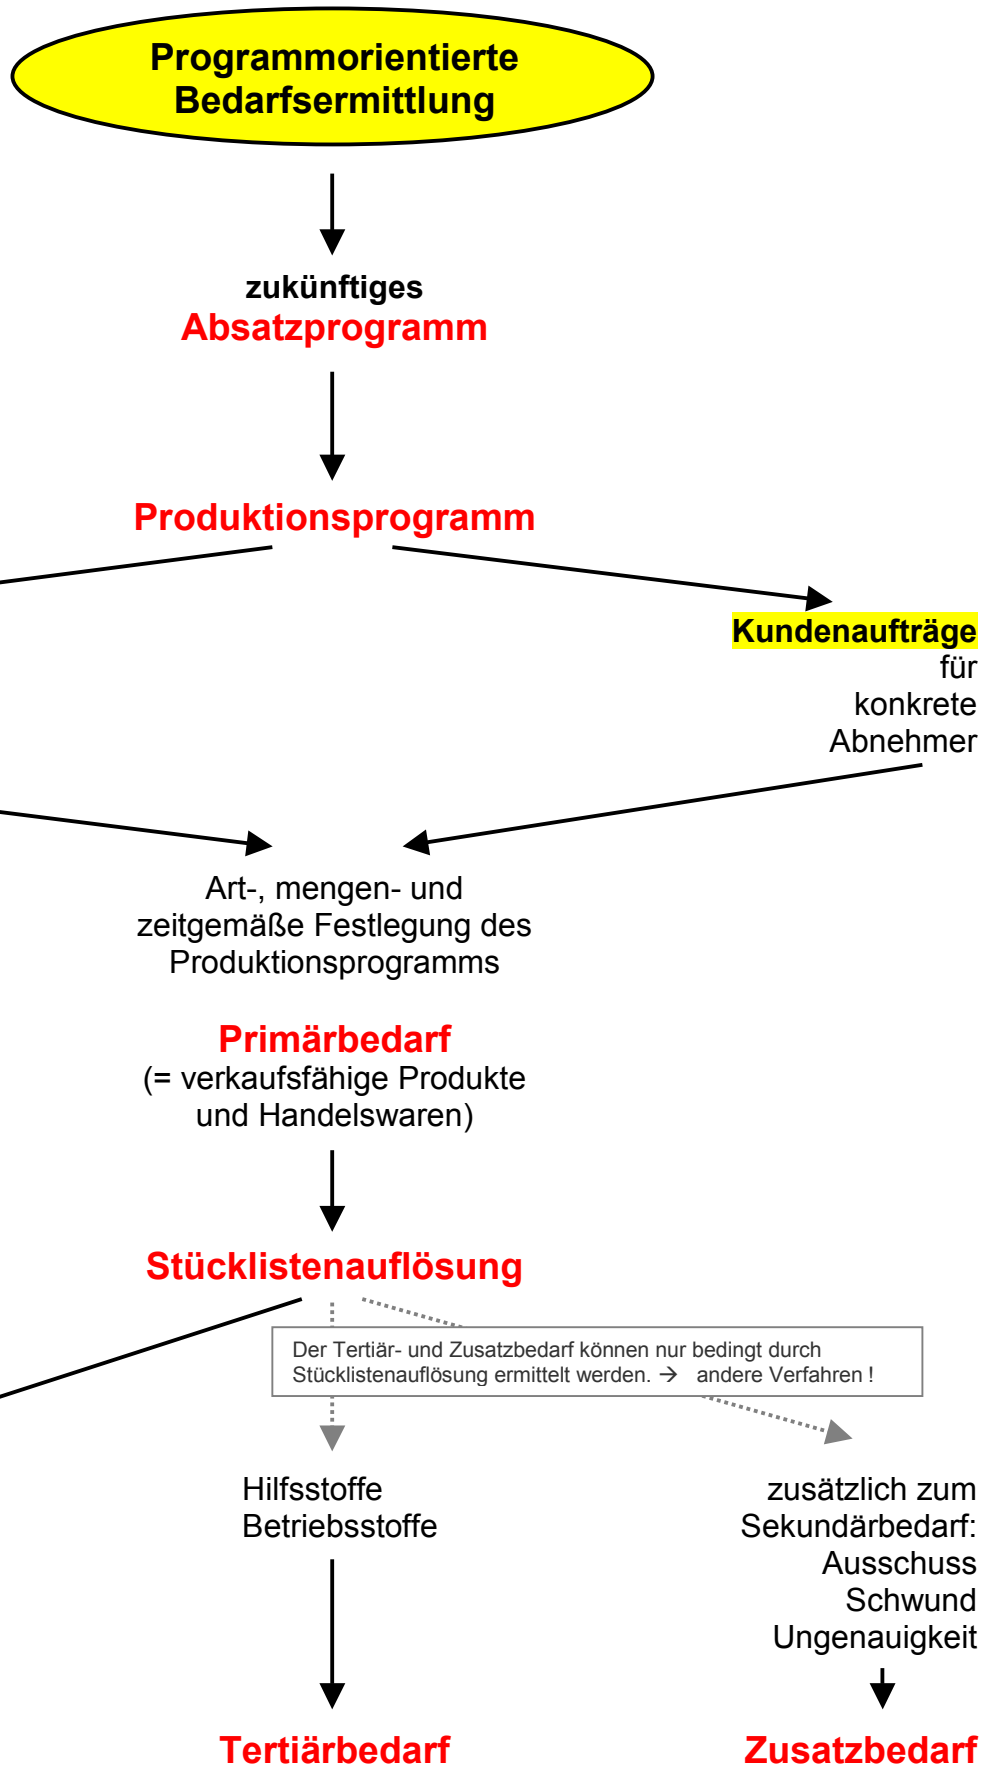 Programmorientierte
Bedarfsermittlung
zukünftiges
Absatzprogramm
Produktionsprogramm
Kundenaufträge
für
konkrete
Abnehmer
Art-, mengen- und
zeitgemäße Festlegung des
Produktionsprogramms
Primärbedarf
(= verkaufsfähige Produkte
und Handelswaren)
Stücklistenauflösung
Der Tertiär- und Zusatzbedarf können nur bedingt durch
Stücklistenauflösung ermittelt werden. → andere Verfahren !
Hilfsstoffe
Betriebsstoffe
zusätzlich zum
Sekundärbedarf:
Ausschuss
Schwund
Ungenauigkeit
Tertiärbedarf
Zusatzbedarf